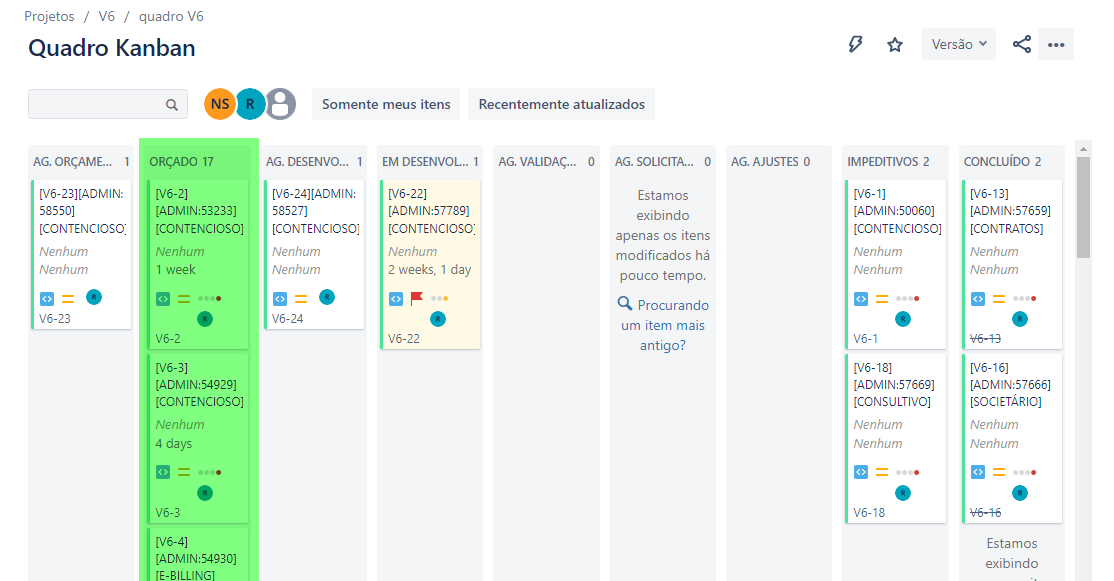 Projetos / V6 / quadro V6
Quadro Kanban
Versão
NS R
Somente meus itens
Recentemente atualizados
AG. ORÇAME... 1
[V6-23][ADMIN:
58550]
[CONTENCIOSO]
Nenhum
Nenhum
R
V6-23
ORÇADO 17
[V6-2]
[ADMIN:53233]
[CONTENCIOSO]
Nenhum
1 week
R
V6-2
[V6-3]
[ADMIN:54929]
[CONTENCIOSO]
Nenhum
4 days
R
V6-3
[V6-4]
[ADMIN:54930]
[E-BILLING]
AG. DESENVO... 1
[V6-24][ADMIN:
58527]
[CONTENCIOSO]
Nenhum
Nenhum
R
V6-24
EM DESENVOL... 1
[V6-22]
[ADMIN:57789]
[CONTENCIOSO]
Nenhum
2 weeks, 1 day
R
V6-22
AG. VALIDAÇ... 0
AG. SOLICITA... 0
Estamos
exibindo
apenas os itens
modificados há
pouco tempo.
Procurando
um item mais
antigo?
AG. AJUSTES 0
IMPEDITIVOS 2
[V6-1]
[ADMIN:50060]
[CONTENCIOSO]
Nenhum
Nenhum
R
V6-1
[V6-18]
[ADMIN:57669]
[CONSULTIVO]
Nenhum
Nenhum
R
V6-18
CONCLUÍDO 2
[V6-13]
[ADMIN:57659]
[CONTRATOS]
Nenhum
Nenhum
R
V6-13
[V6-16]
[ADMIN:57666]
[SOCIETÁRIO]
Nenhum
Nenhum
R
V6-16
Estamos
exibindo